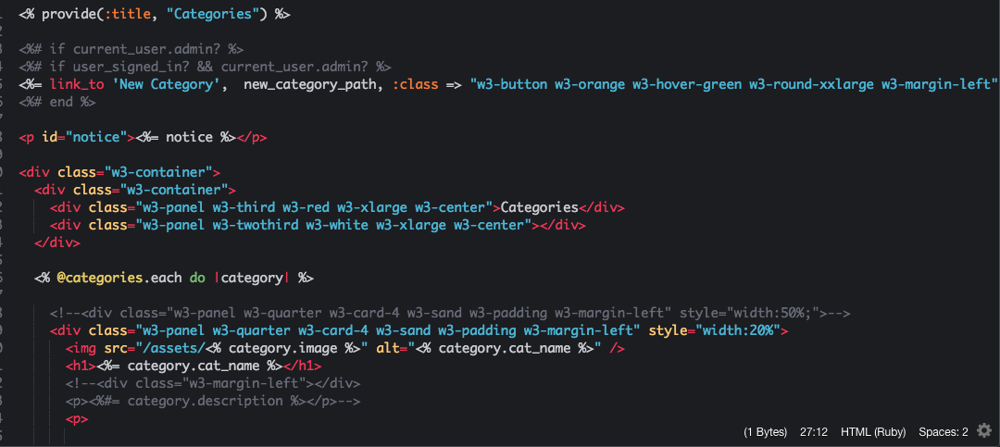 <% provide(:title, "Categories") %>
<%# if current_user.admin? %>
<%# if user_signed_in? && current_user.admin? %>
<%= link_to 'New Category',  new_category_path, :class => "w3-button w3-orange w3-hover-green w3-round-xxlarge w3-margin-left"
<%# end %>
<p id="notice"><%= notice %></p>
<div class="w3-container">
<div class="w3-container">
<div class="w3-panel w3-third w3-red w3-xlarge w3-center">Categories</div>
<div class="w3-panel w3-twothird w3-white w3-xlarge w3-center"></div>
</div>
<% @categories.each do |category| %>
<!--<div class="w3-panel w3-quarter w3-card-4 w3-sand w3-padding w3-margin-left" style="width:50%;">-->
<div class="w3-panel w3-quarter w3-card-4 w3-sand w3-padding w3-margin-left" style="width:20%">
<img src="/assets/<% category.image %>" alt="<% category.cat_name %>" />
<h1><%= category.cat_name %></h1>
<!--<div class="w3-margin-left"></div>
<p><%#= category.description %></p>-->
<p>
(1 Bytes) 27:12 HTML (Ruby) Spaces: 2